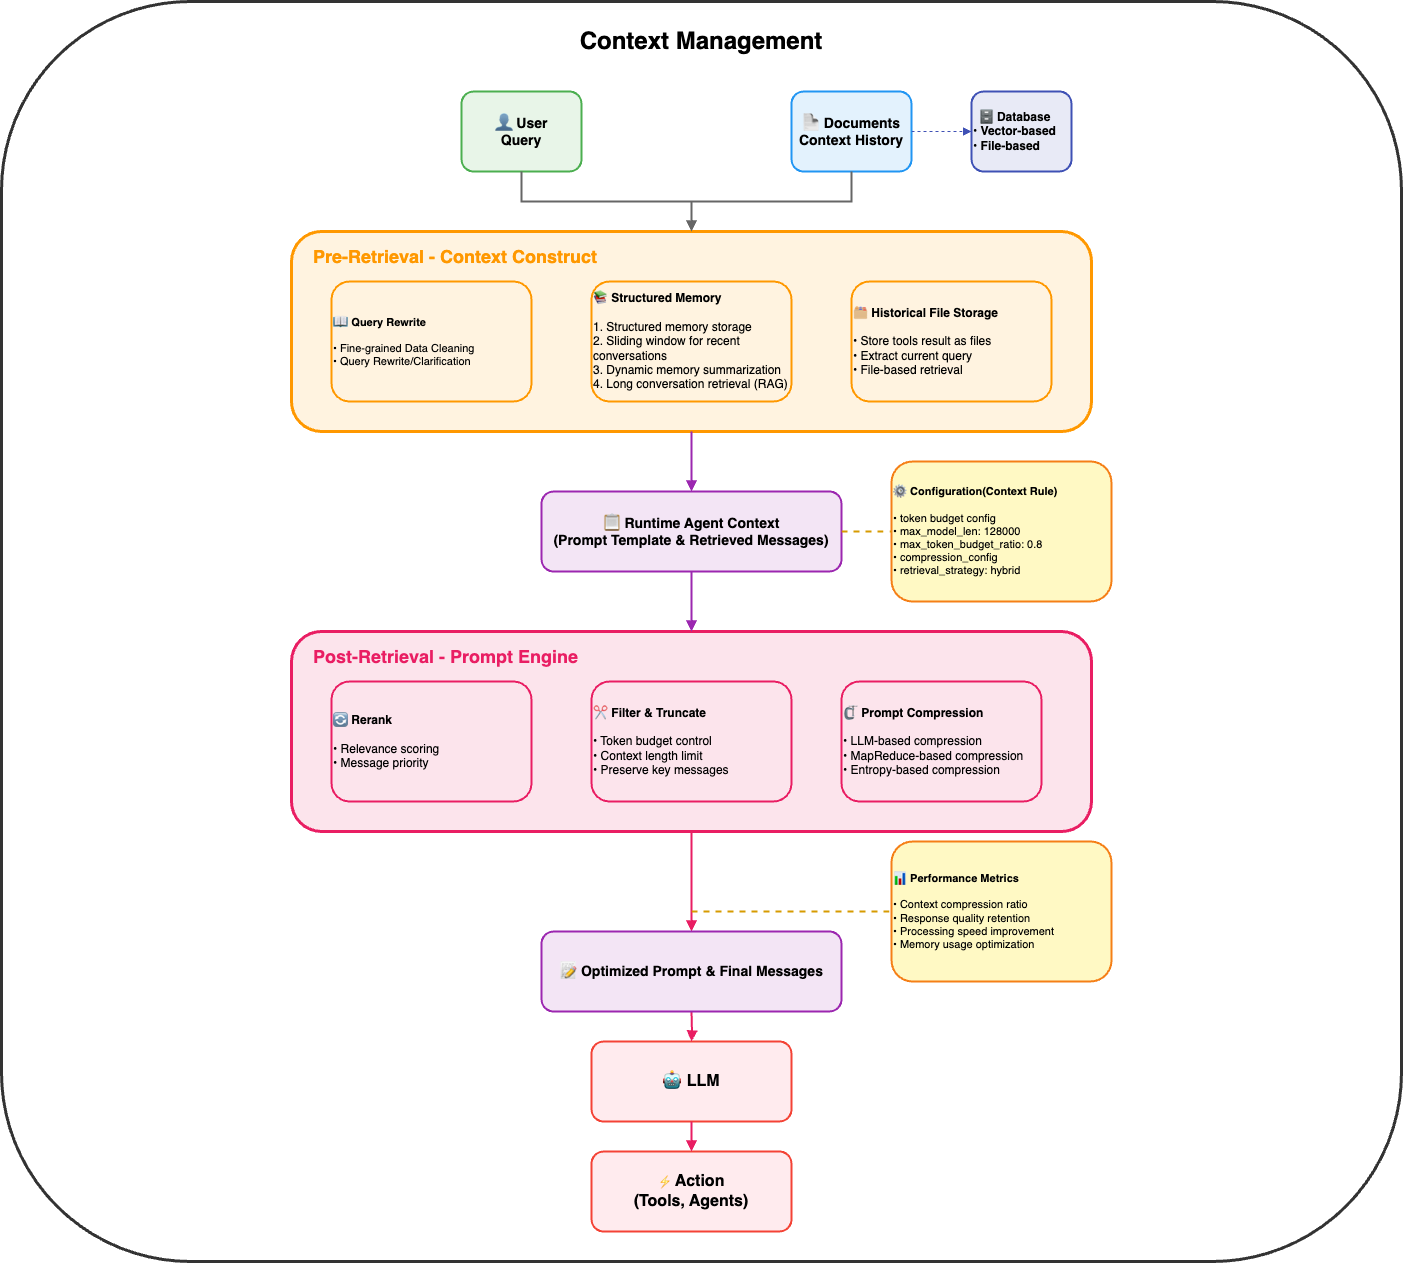 Context Management
User
Query
Documents
Context History
Database
• Vector-based
• File-based
Pre-Retrieval - Context Construct
Query Rewrite
• Fine-grained Data Cleaning
• Query Rewrite/Clarification
Structured Memory
1. Structured memory storage
2. Sliding window for recent
conversations
3. Dynamic memory summarization
4. Long conversation retrieval (RAG)
Historical File Storage
• Store tools result as files
• Extract current query
• File-based retrieval
Runtime Agent Context
(Prompt Template & Retrieved Messages)
Configuration(Context Rule)
• token budget config
• max_model_len: 128000
• max_token_budget_ratio: 0.8
• compression_config
• retrieval_strategy: hybrid
Post-Retrieval - Prompt Engine
Rerank
• Relevance scoring
• Message priority
Filter & Truncate
• Token budget control
• Context length limit
• Preserve key messages
Prompt Compression
• LLM-based compression
• MapReduce-based compression
• Entropy-based compression
Performance Metrics
• Context compression ratio
• Response quality retention
• Processing speed improvement
• Memory usage optimization
Optimized Prompt & Final Messages
LLM
Action
(Tools, Agents)